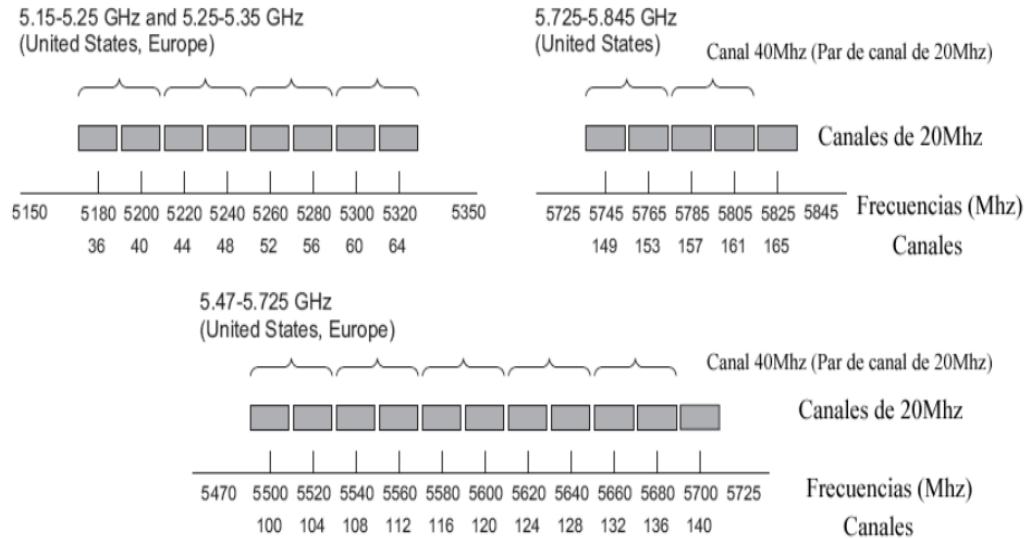 5.15-5.25 GHz and 5.25-5.35 GHz
(United States, Europe)
5.725-5.845 GHz
(United States)
Canal 40Mhz (Par de canal de 20Mhz)
Canales de 20Mhz
5150 5180 5200 5220 5240 5260 5280 5300 5320 5350
36 40 44 48 52 56 60 64
5725 5745 5765 5785 5805 5825 5845 Frecuencias (Mhz)
149 153 157 161 165 Canales
5.47-5.725 GHz
(United States, Europe)
Canal 40Mhz (Par de canal de 20Mhz)
Canales de 20Mhz
5470 5500 5520 5540 5560 5580 5600 5620 5640 5660 5680 5700 5725 Frecuencias (Mhz)
100 104 108 112 116 120 124 128 132 136 140 Canales